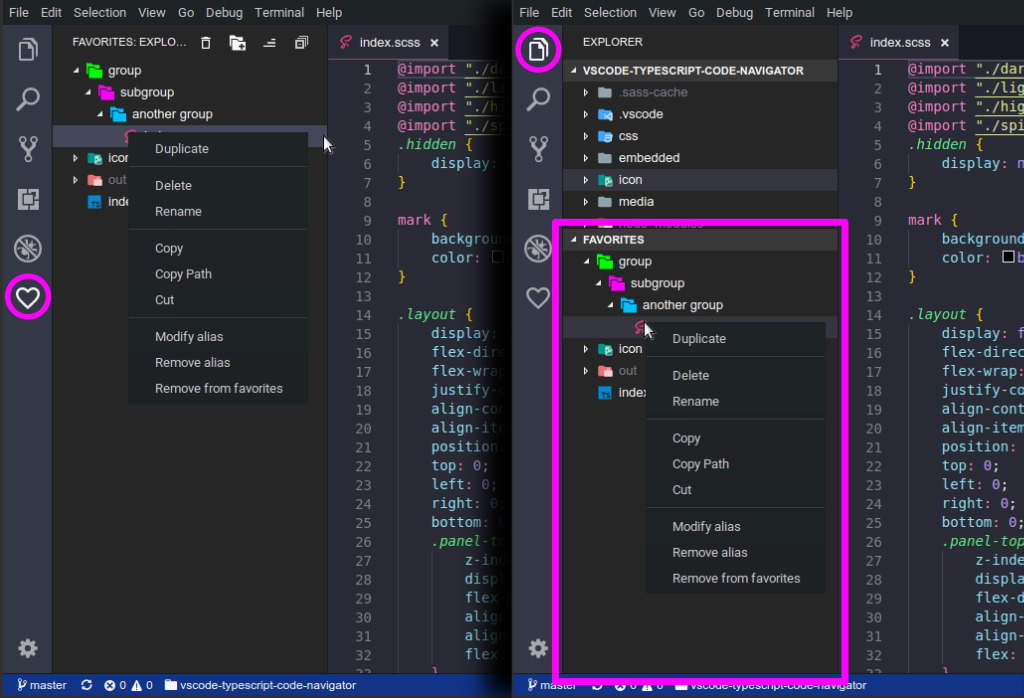 File Edit Selection View Go Debug Terminal Help
FAVORITES: EXPLO...
index.scss ×
group
subgroup
another group
icon
out
Duplicate
Delete
Rename
Copy
Copy Path
Cut
Modify alias
Remove alias
Remove from favorites
1 @import "./da
2 @import "./li
3 @import "./hi
4 @import "./sp
5 .hidden {
6 display:
7 }
8
9 mark {
10 background
11 color:
12 }
13
14 .layout {
15 display:
16 flex-dire
17 flex-wrap
18 justify-c
19 align-con
20 align-ite
21 position
22 top: 0;
23 left: 0;
24 right: 0
25 bottom:
26 .panel-to
27 z-ind
28 displ
29 flex-
30 align
31 align
32 flex:
33 }
master 0 0 vscode-typescript-code-navigator
File Edit Selection View Go Debug Terminal Help
EXPLORER
index.scss ×
VSCODE-TYPESCRIPT-CODE-NAVIGATOR
.sass-cache
.vscode
css
embedded
icon
media
node_modules
FAVORITES
group
subgroup
another group
icon
out
Duplicate
Delete
Rename
Copy
Copy Path
Cut
Modify alias
Remove alias
Remove from favorites
1 @import "./dar
2 @import "./lig
3 @import "./hig
4 @import "./spi
5 .hidden {
6 display: n
7 }
8
9 mark {
10 background
11 color: b
12 }
13
14 .layout {
15 display: f
16 flex-direc
17 flex-wrap:
18 justify-co
19 align-cont
20 align-item
21 position:
22 top: 0;
23 left: 0;
24 right: 0;
25 bottom: 0;
26 .panel-top
27 z-inde
28 displa
29 flex-d
30 align-
31 align-
32 flex:
33 }
master 0 0 vscode-typescript-code-navigator